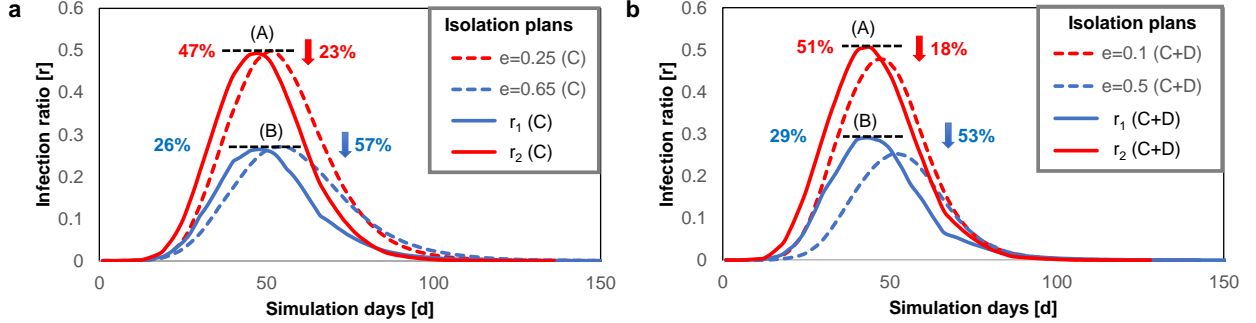 a
Infection ratio [r]
0.6
0.5
0.4
0.3
0.2
0.1
0
0
50
100
150
Simulation days [d]
(A)
47%
23%
(B)
26%
57%
Isolation plans
e=0.25 (C)
e=0.65 (C)
r₁ (C)
r₂ (C)
b
Infection ratio [r]
0.6
0.5
0.4
0.3
0.2
0.1
0
0
50
100
150
Simulation days [d]
(A)
51%
18%
(B)
29%
53%
Isolation plans
e=0.1 (C+D)
e=0.5 (C+D)
r₁ (C+D)
r₂ (C+D)